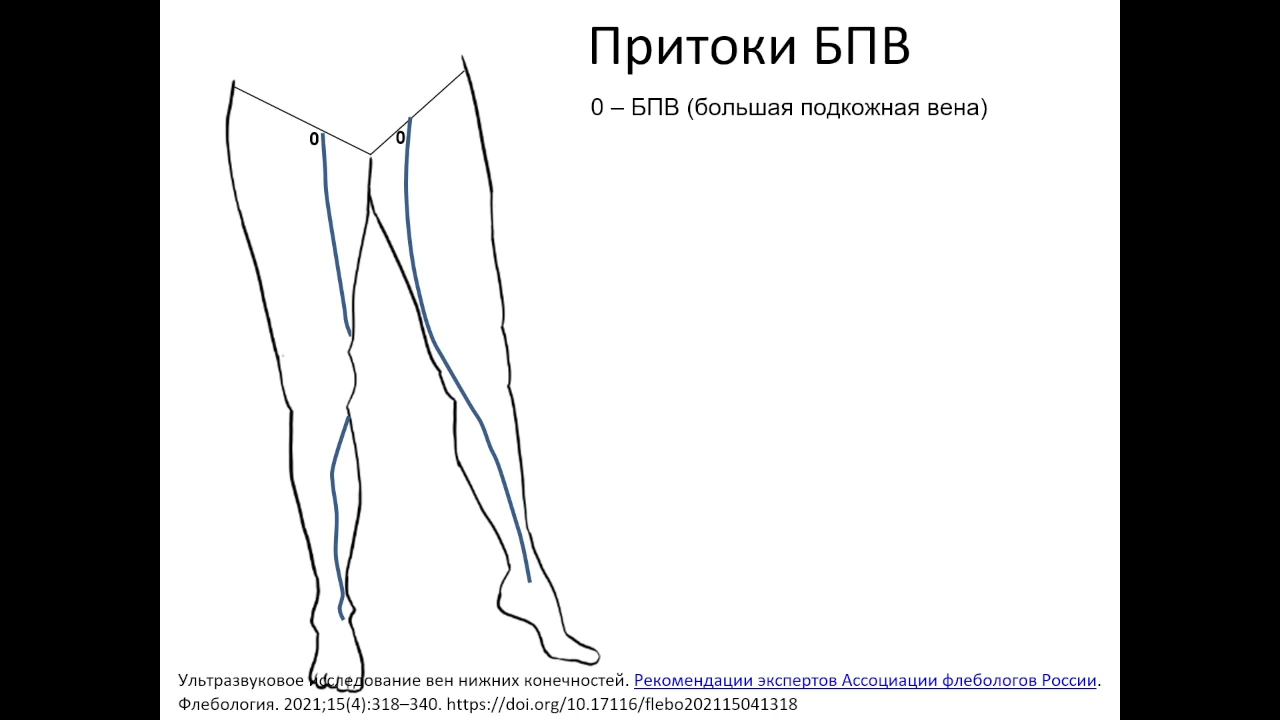 Притоки БПВ
0 – БПВ (большая подкожная вена)
0
0
Ультразвуковое исследование вен нижних конечностей. Рекомендации экспертов Ассоциации флебологов России.
Флебология. 2021;15(4):318–340. https://doi.org/10.17116/flebo202115041318